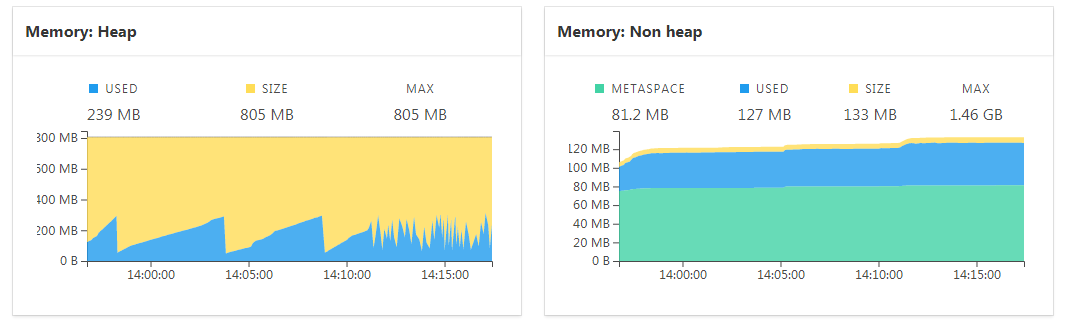 Memory: Heap
USED SIZE MAX
239 MB 805 MB 805 MB
800 MB
600 MB
400 MB
200 MB
0 B
14:00:00 14:05:00 14:10:00 14:15:00
Memory: Non heap
METASPACE USED SIZE MAX
81.2 MB 127 MB 133 MB 1.46 GB
120 MB
100 MB
80 MB
60 MB
40 MB
20 MB
0 B
14:00:00 14:05:00 14:10:00 14:15:00